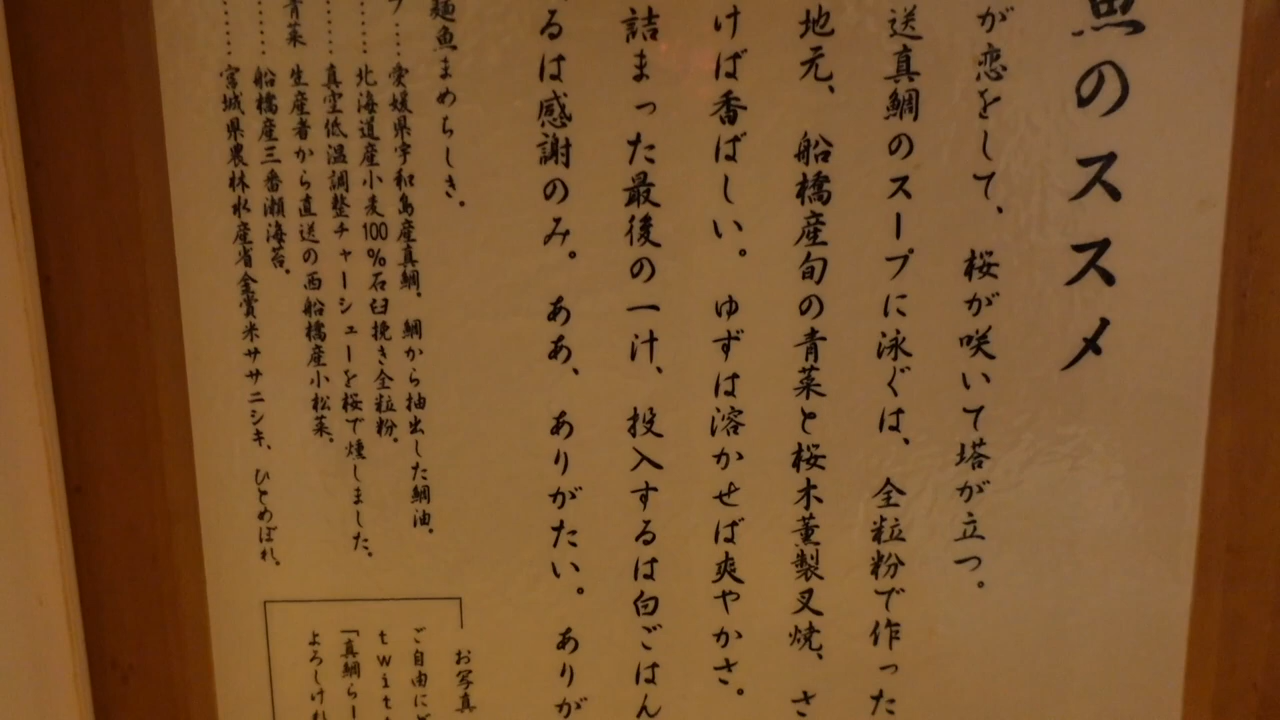 魚のススメ
が恋をして、桜が咲いて塔が立つ。
送真鯛のスープに泳ぐは、全粒粉で作った
地元、船橋産旬の青菜と桜木薫製叉焼、さ
けば香ばしい。ゆずは溶かせば爽やかさ。
詰まった最後の一汁、投入するは白ごはん
るは感謝のみ。ああ、ありがたい。ありが
麺魚まめちしき。
愛媛県宇和島産真鯛。鯛から抽出した鯛油。
北海道産小麦100%石臼挽き全粒粉。
真空低温調整チャーシューを桜で燻しました。
青菜 生産者から直送の西船橋産小松菜。
船橋産三番瀬海苔。
宮城県農林水産省金賞米ササニシキ、ひとめぼれ。
お写真
ご自由にど
twitt
「真鯛らー
よろしけれ